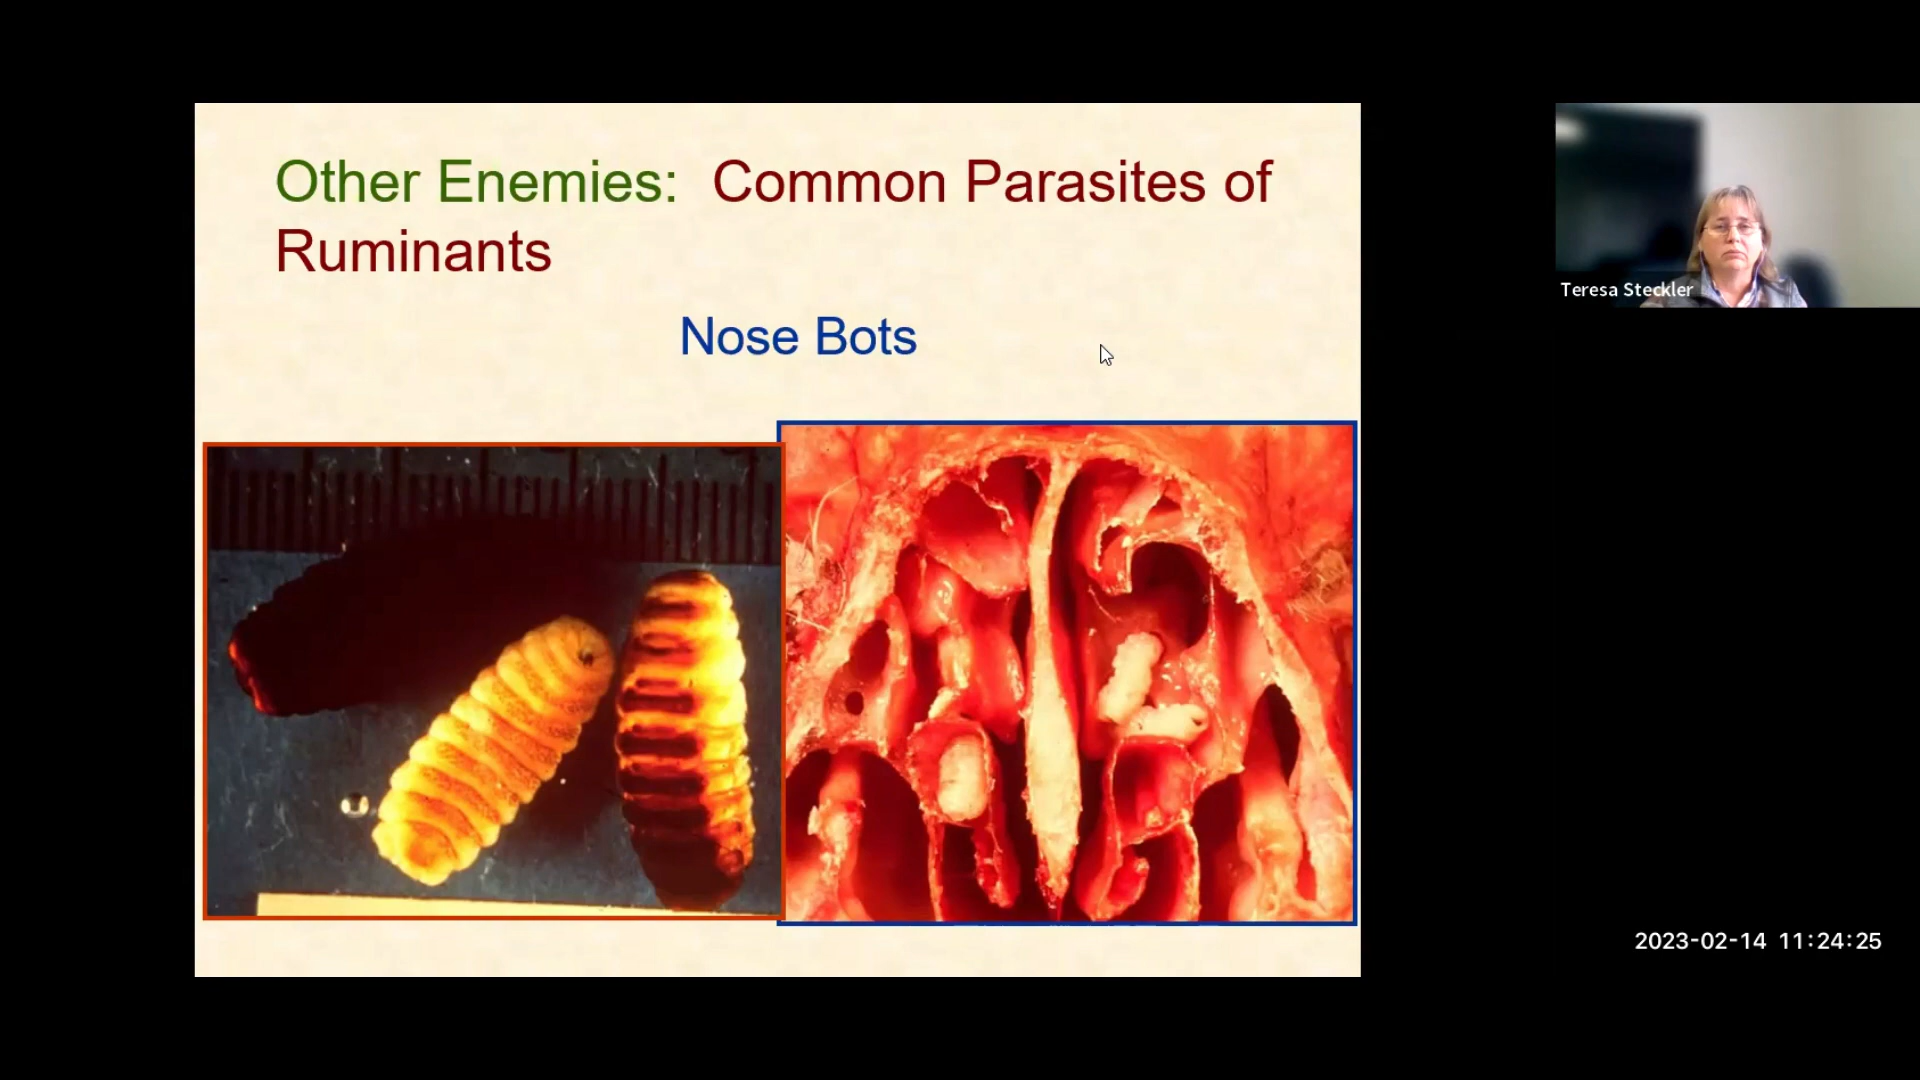 Other Enemies: Common Parasites of
Ruminants
Nose Bots
Teresa Steckler
2023-02-14 11:24:25